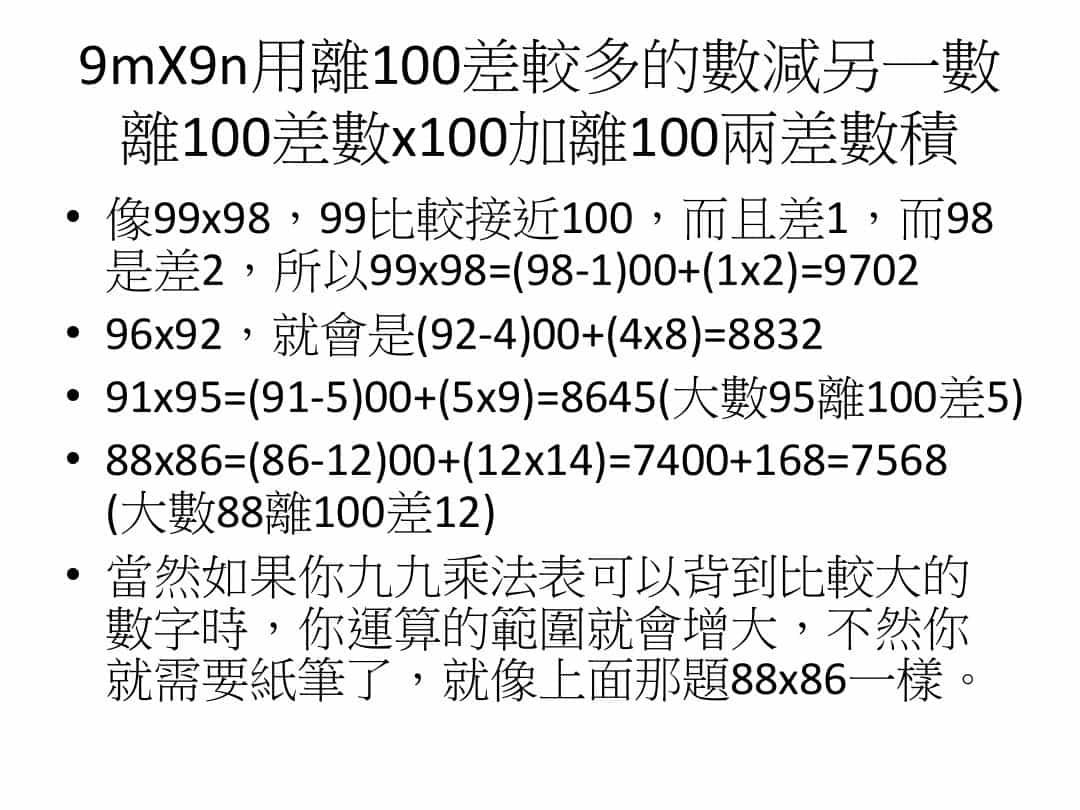 9mX9n用離100差較多的數減另一數
離100差數x100加離100兩差數積
• 像99x98，99比較接近100，而且差1，而98
是差2，所以99x98=(98-1)00+(1x2)=9702
• 96x92，就會是(92-4)00+(4x8)=8832
• 91x95=(91-5)00+(5x9)=8645(大數95離100差5)
• 88x86=(86-12)00+(12x14)=7400+168=7568
(大數88離100差12)
• 當然如果你九九乘法表可以背到比較大的
數字時，你運算的範圍就會增大，不然你
就需要紙筆了，就像上面那題88x86一樣。